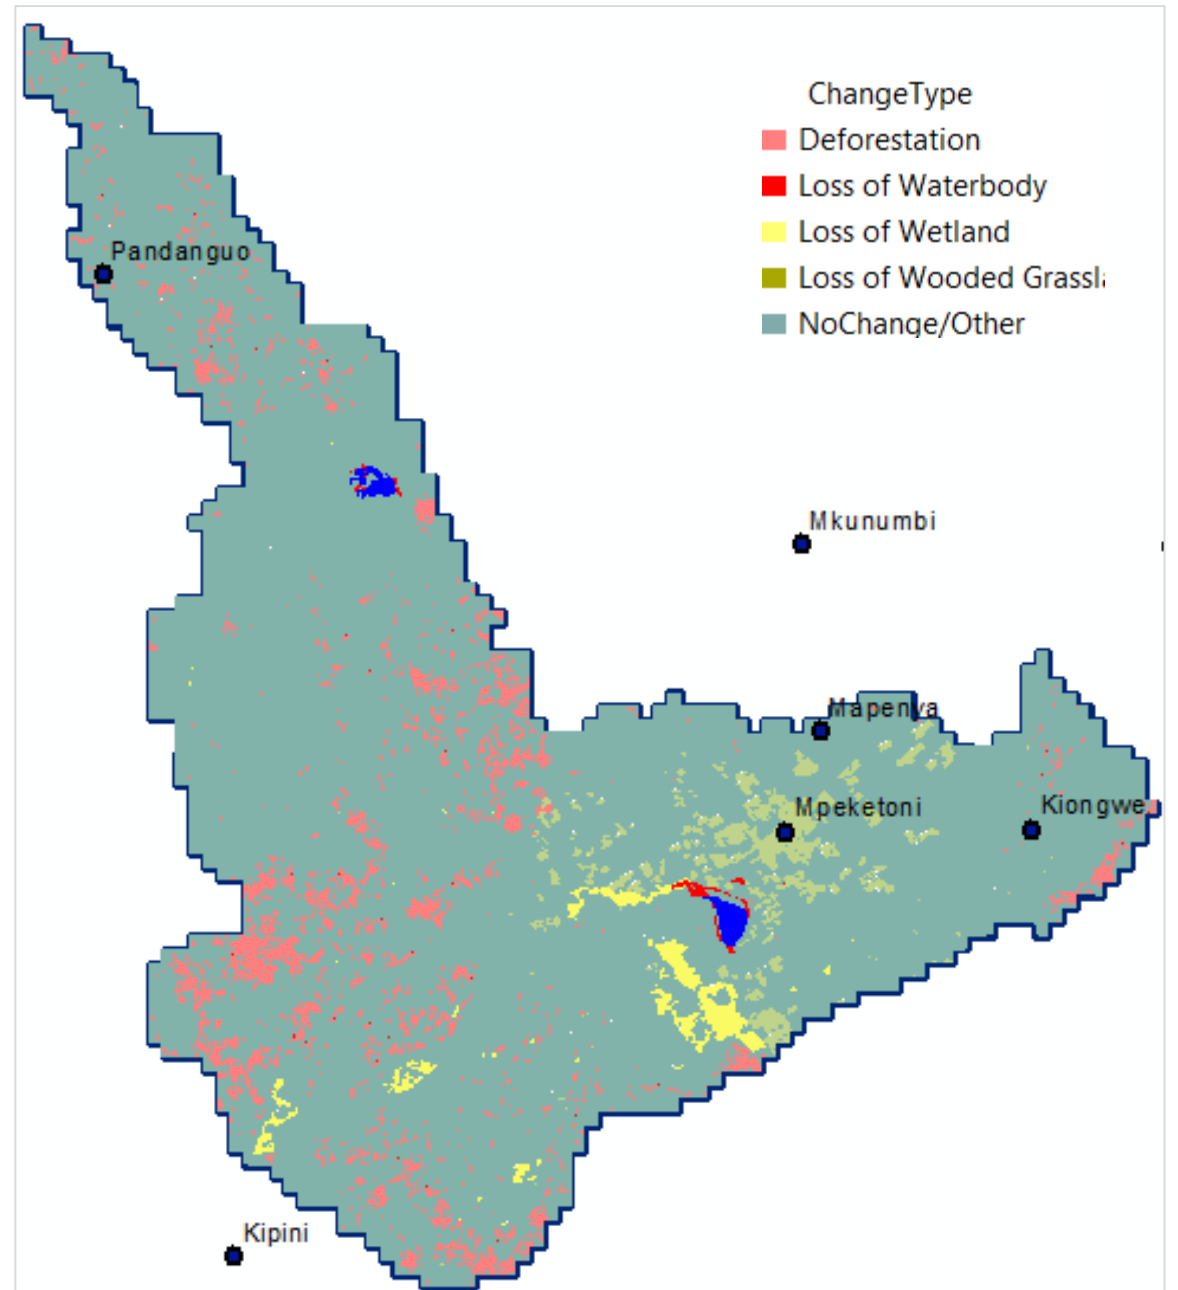 ChangeType
Deforestation
Loss of Waterbody
Loss of Wetland
Loss of Wooded Grassl
NoChange/Other
Pandanguo
Mkunumbi
Mapenya
Mpeketoni
Kiongwe
Kipini